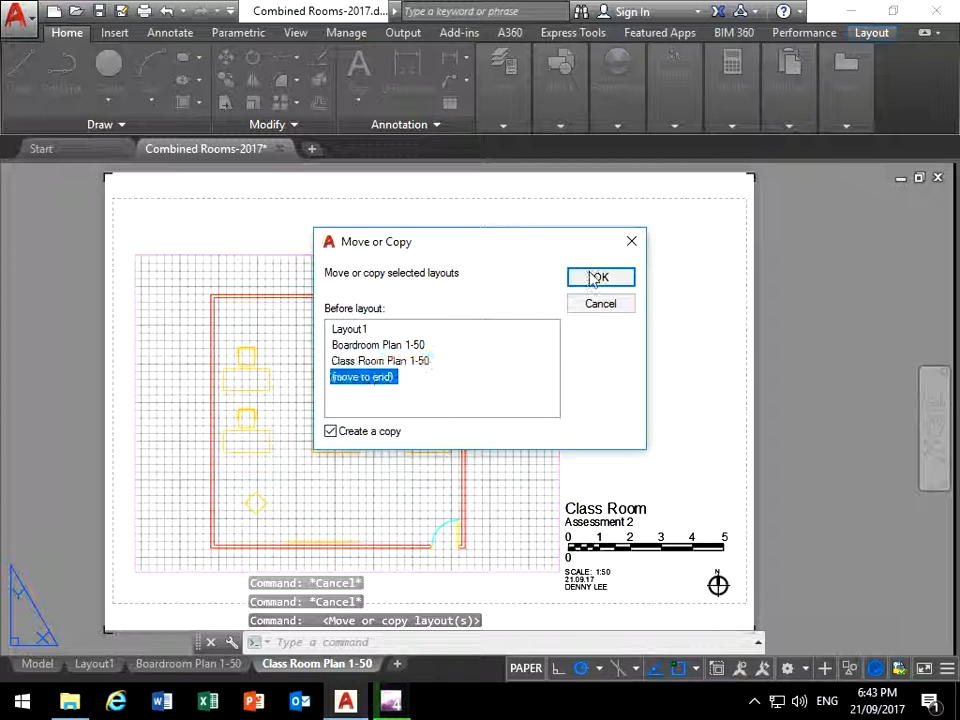 Combined Rooms-2017.d...
Type a keyword or phrase
Sign In
Home
Insert
Annotate
Parametric
View
Manage
Output
Add-ins
A360
Express Tools
Featured Apps
BIM 360
Performance
Layout
Draw
Modify
Annotation
Start
Combined Rooms-2017*
Move or Copy
Move or copy selected layouts
OK
Before layout:
Cancel
Layout1
Boardroom Plan 1-50
Class Room Plan 1-50
(move to end)
Create a copy
Class Room
Assessment 2
0 1 2 3 4 5
0
SCALE: 1:50
21.09.17
DENNY LEE
N
Y
X
Command: *Cancel*
Command: *Cancel*
Command: <Move or copy layout(s)>
Type a command
Model
Layout1
Boardroom Plan 1-50
Class Room Plan 1-50
PAPER
ENG
6:43 PM
21/09/2017